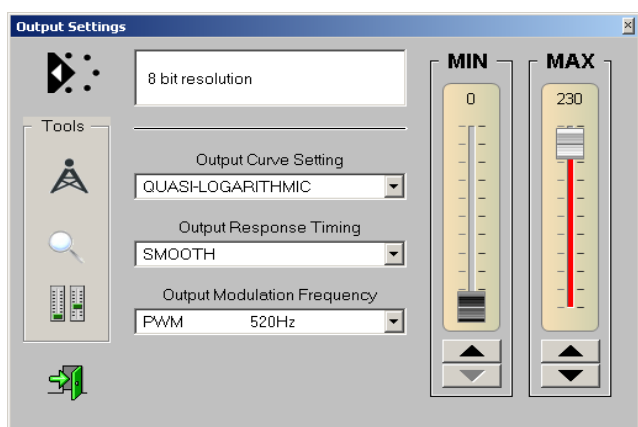 Output Settings
8 bit resolution
Tools
Output Curve Setting
QUASI-LOGARITHMIC
Output Response Timing
SMOOTH
Output Modulation Frequency
PWM 520Hz
MIN
0
MAX
230